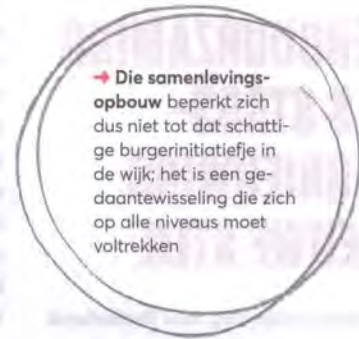 → Die samenlevings-
opbouw beperkt zich
dus niet tot dat schatti-
ge burgerinitiatiefje in
de wijk; het is een ge-
daantewisseling die zich
op alle niveaus moet
voltrekken